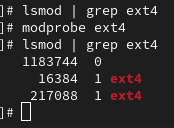 ]# lsmod | grep ext4
]# modprobe ext4
]# lsmod | grep ext4
1183744 0
16384 1 ext4
217088 1 ext4
]#